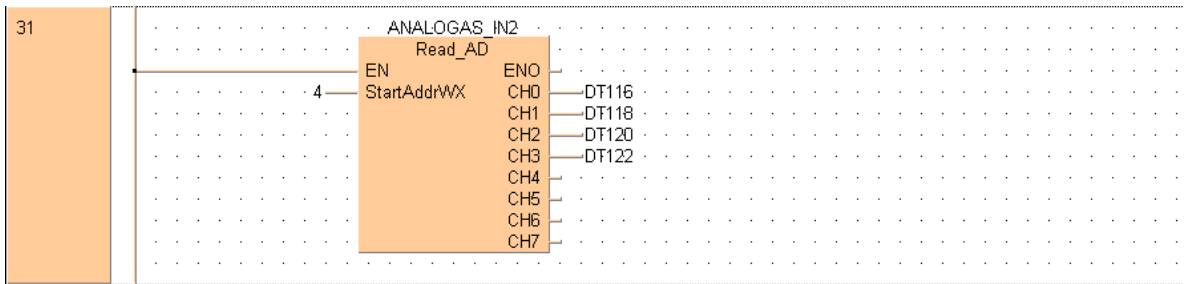 31
ANALOGAS_IN2
Read_AD
EN ENO
4 StartAddrWX CH0 DT116
CH1 DT118
CH2 DT120
CH3 DT122
CH4
CH5
CH6
CH7